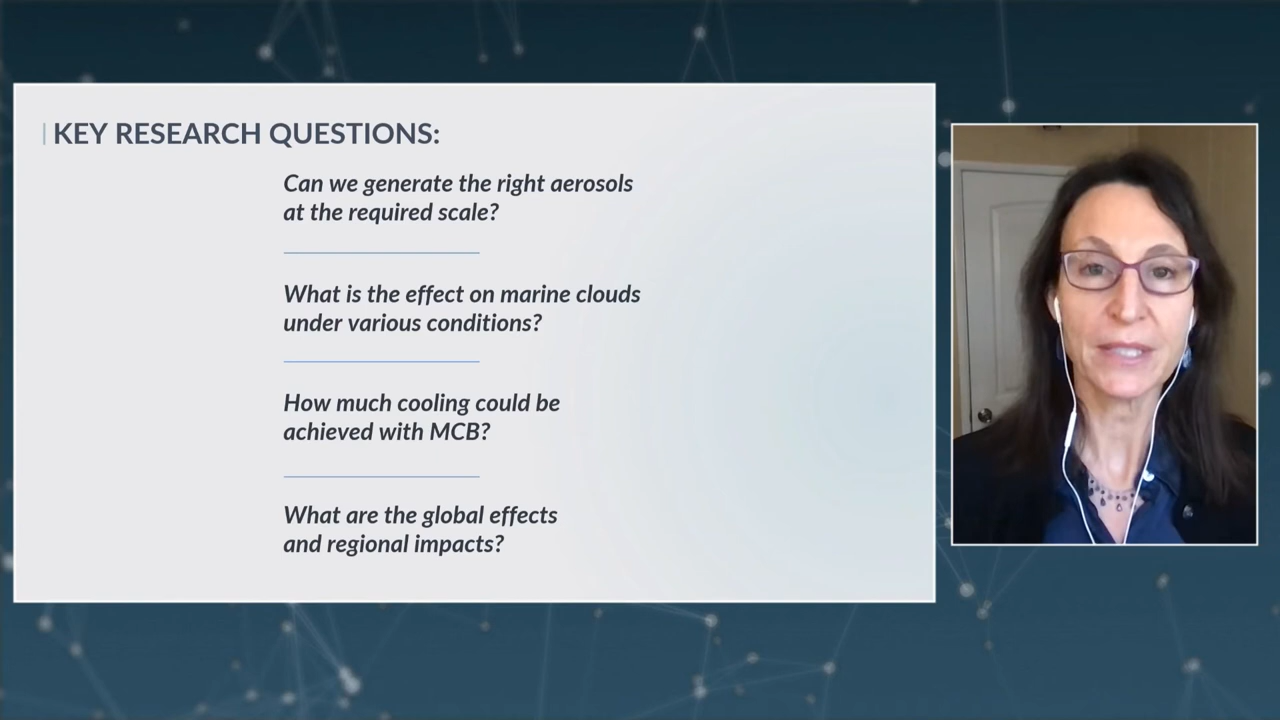 KEY RESEARCH QUESTIONS:
Can we generate the right aerosols
at the required scale?
What is the effect on marine clouds
under various conditions?
How much cooling could be
achieved with MCB?
What are the global effects
and regional impacts?